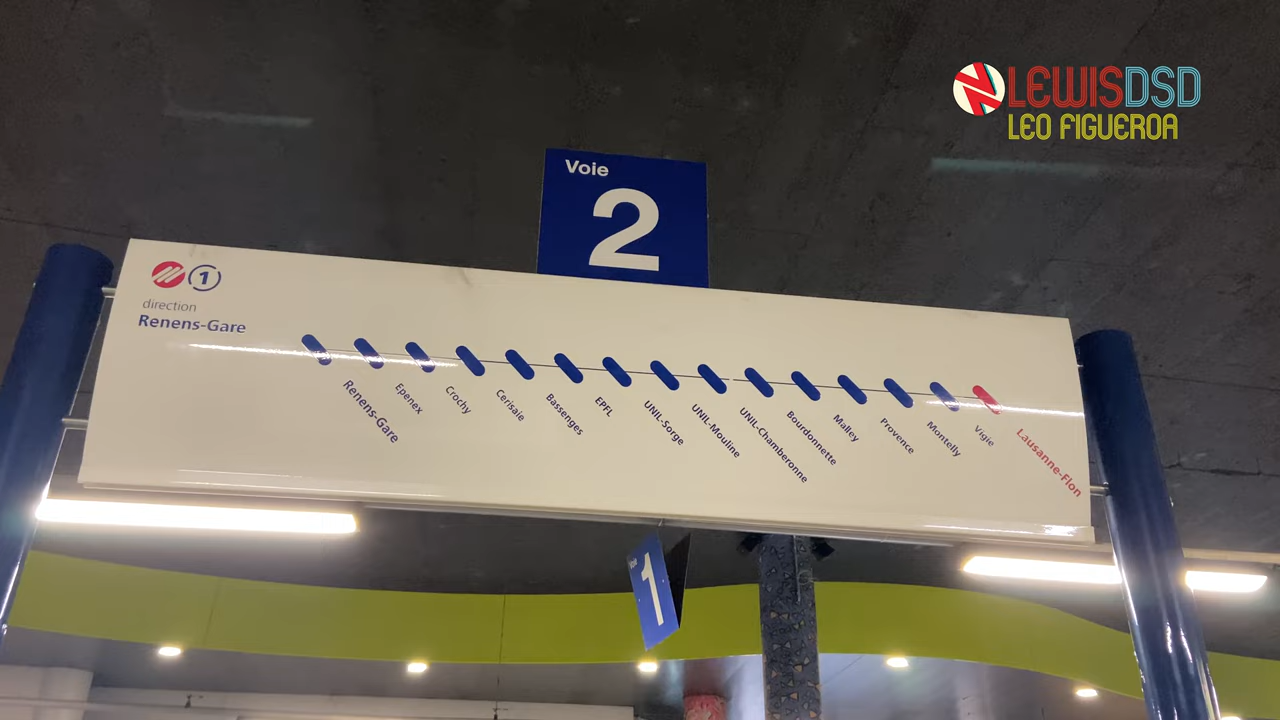 LEWISDSD
LEO FIGUEROA
Voie
2
1
direction
Renens-Gare
Renens-Gare
Epenex
Crochy
Cerisaie
Bassenges
EPFL
UNIL-Sorge
UNIL-Mouline
UNIL-Chamberonne
Bourdonnette
Malley
Provence
Montelly
Vigie
Lausanne-Flon
Voie
1